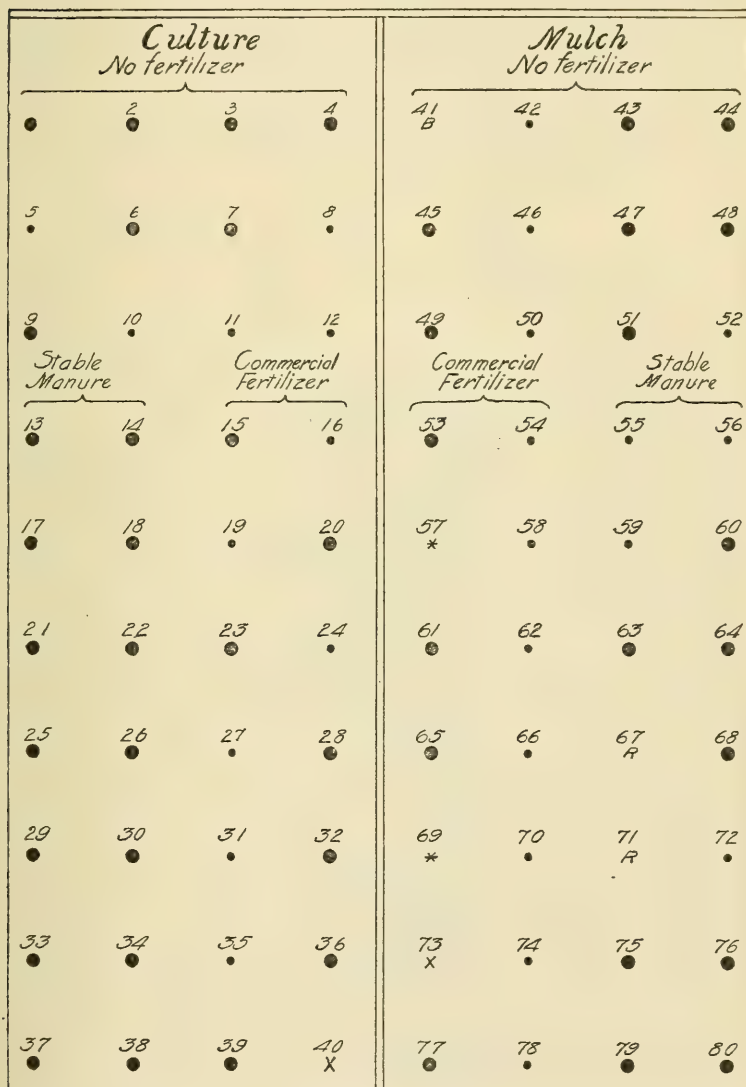 Culture
No fertilizer
Mulch
No fertilizer
2 3 4
41 42 43 44
B
5 6 7 8
45 46 47 48
9 10 11 12
49 50 51 52
Stable
Manure
Commercial
Fertilizer
Commercial
Fertilizer
Stable
Manure
13 14 15 16
53 54 55 56
17 18 19 20
57 58 59 60
*
21 22 23 24
61 62 63 64
25 26 27 28
65 66 67 68
R
29 30 31 32
69 70 71 72
* R
33 34 35 36
73 74 75 76
X
37 38 39 40
X
77 78 79 80